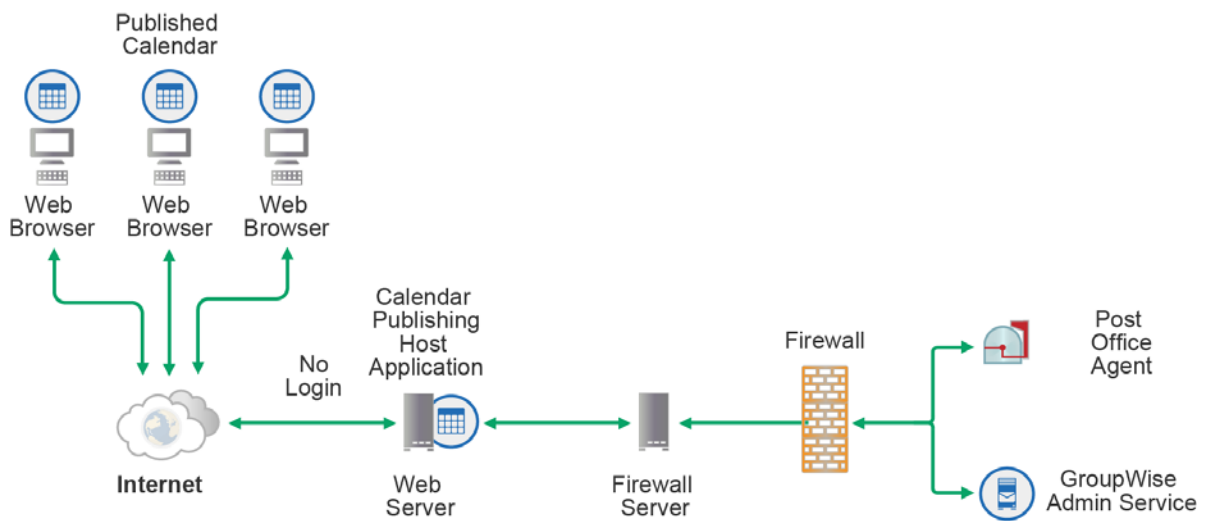 Published
Calendar
Web
Browser
Web
Browser
Web
Browser
Calendar
Publishing
Host
Application
No
Login
Firewall
Post
Office
Agent
Internet
Web
Server
Firewall
Server
GroupWise
Admin Service